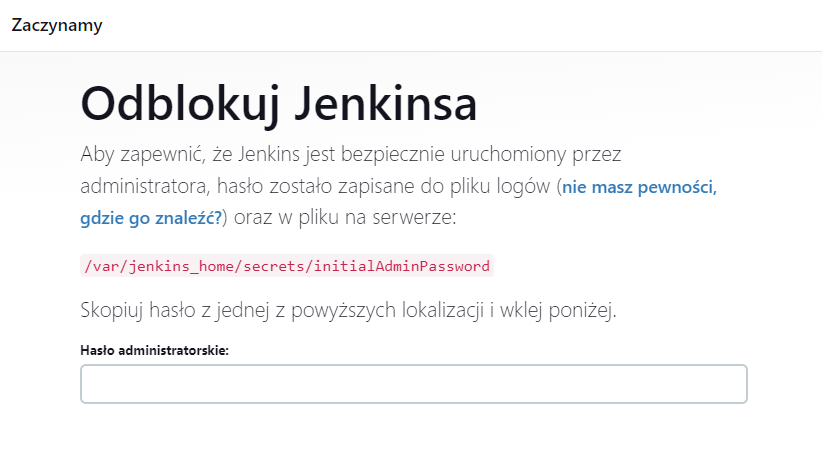 Zaczynamy
Odblokuj Jenkinsa
Aby zapewnić, że Jenkins jest bezpiecznie uruchomiony przez
administratora, hasło zostało zapisane do pliku logów (nie masz pewności,
gdzie go znaleźć?) oraz w pliku na serwerze:
/var/jenkins_home/secrets/initialAdminPassword
Skopiuj hasło z jednej z powyższych lokalizacji i wklej poniżej.
Hasło administratorskie: